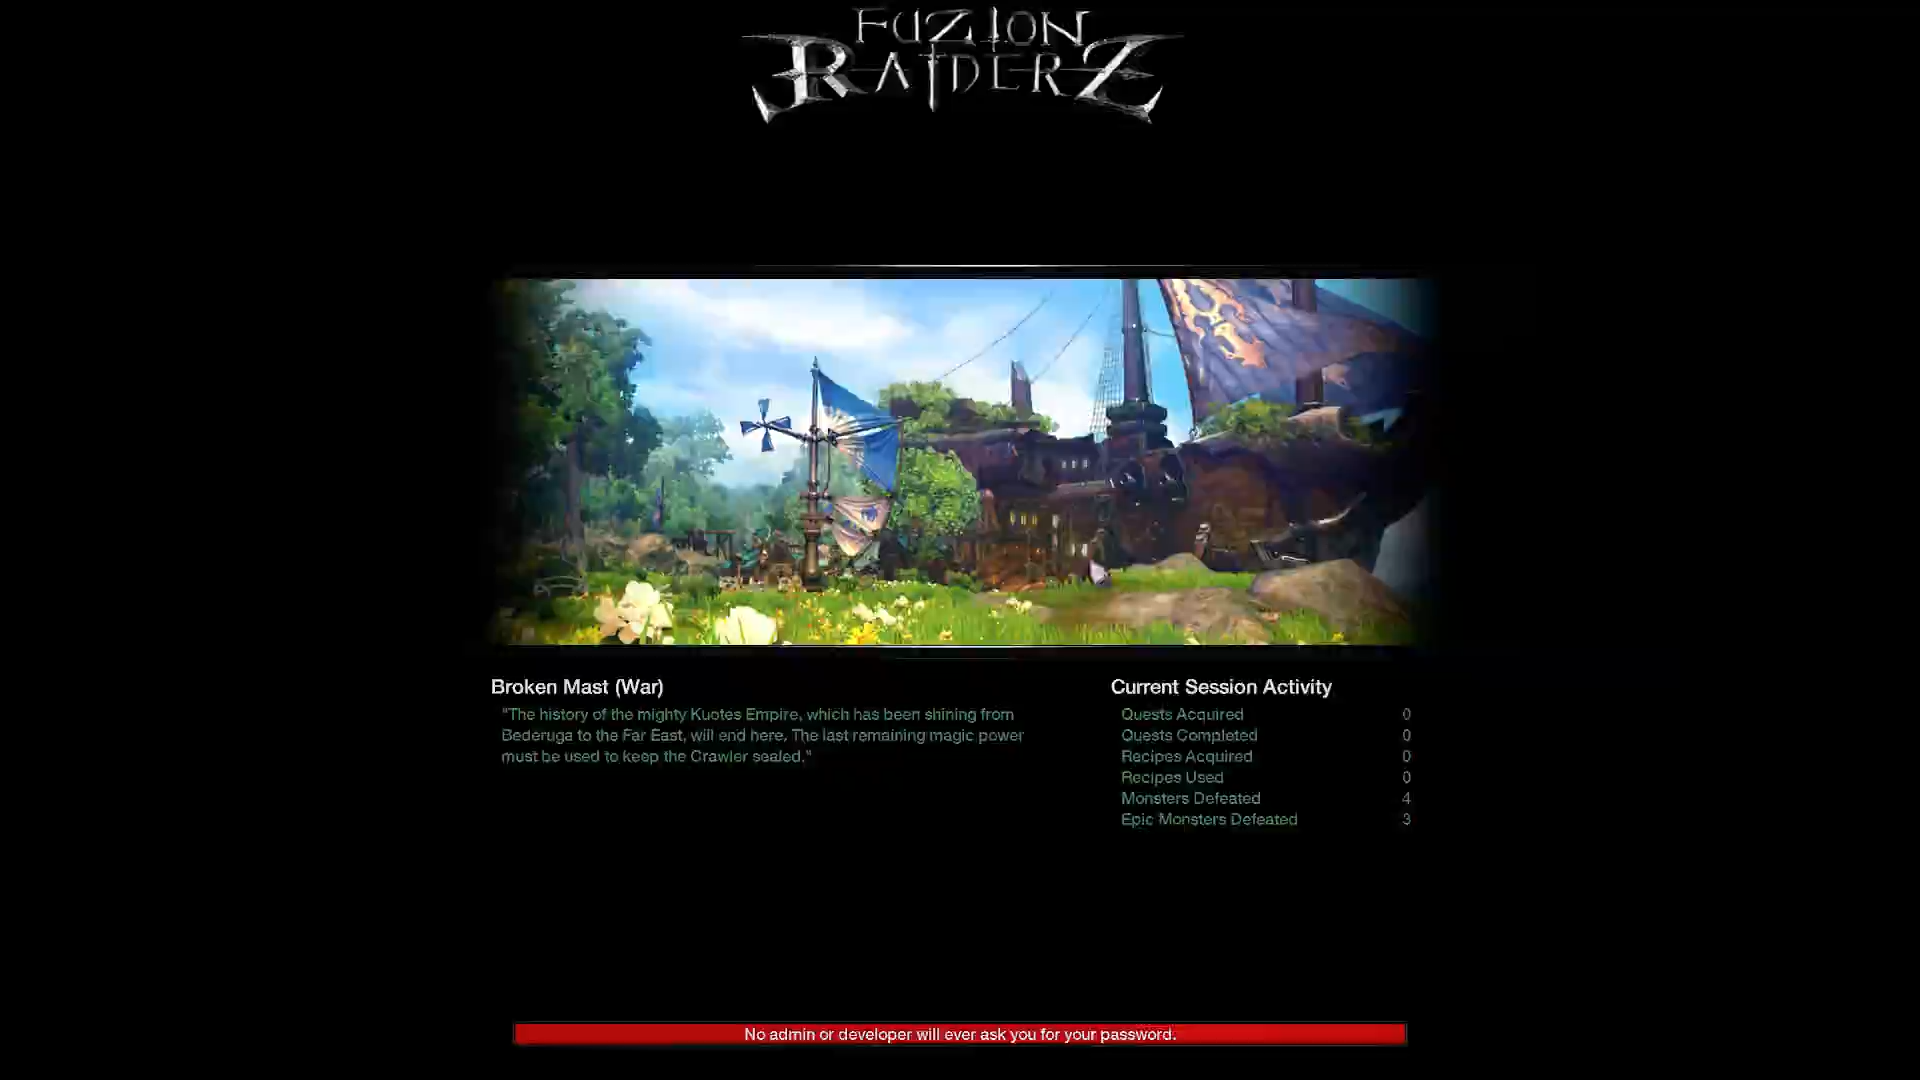 FUZION
RAIDERZ
Broken Mast (War)
"The history of the mighty Kuotes Empire, which has been shining from
Bederuga to the Far East, will end here. The last remaining magic power
must be used to keep the Crawler sealed."
Current Session Activity
Quests Acquired 0
Quests Completed 0
Recipes Acquired 0
Recipes Used 0
Monsters Defeated 4
Epic Monsters Defeated 3
No admin or developer will ever ask you for your password.